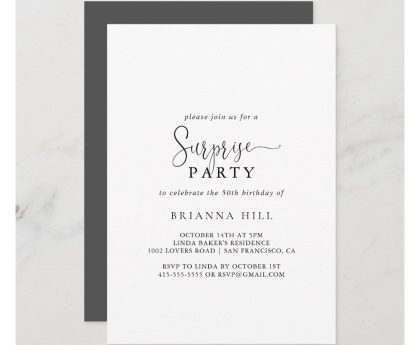 please join us for a
Surprise
PARTY
to celebrate the 50th birthday of
BRIANNA HILL
OCTOBER 14TH AT 5PM
LINDA BAKER'S RESIDENCE
1002 LOVERS ROAD | SAN FRANCISCO, CA
RSVP TO LINDA BY OCTOBER 1ST
415-555-5555 OR RSVP@GMAIL.COM